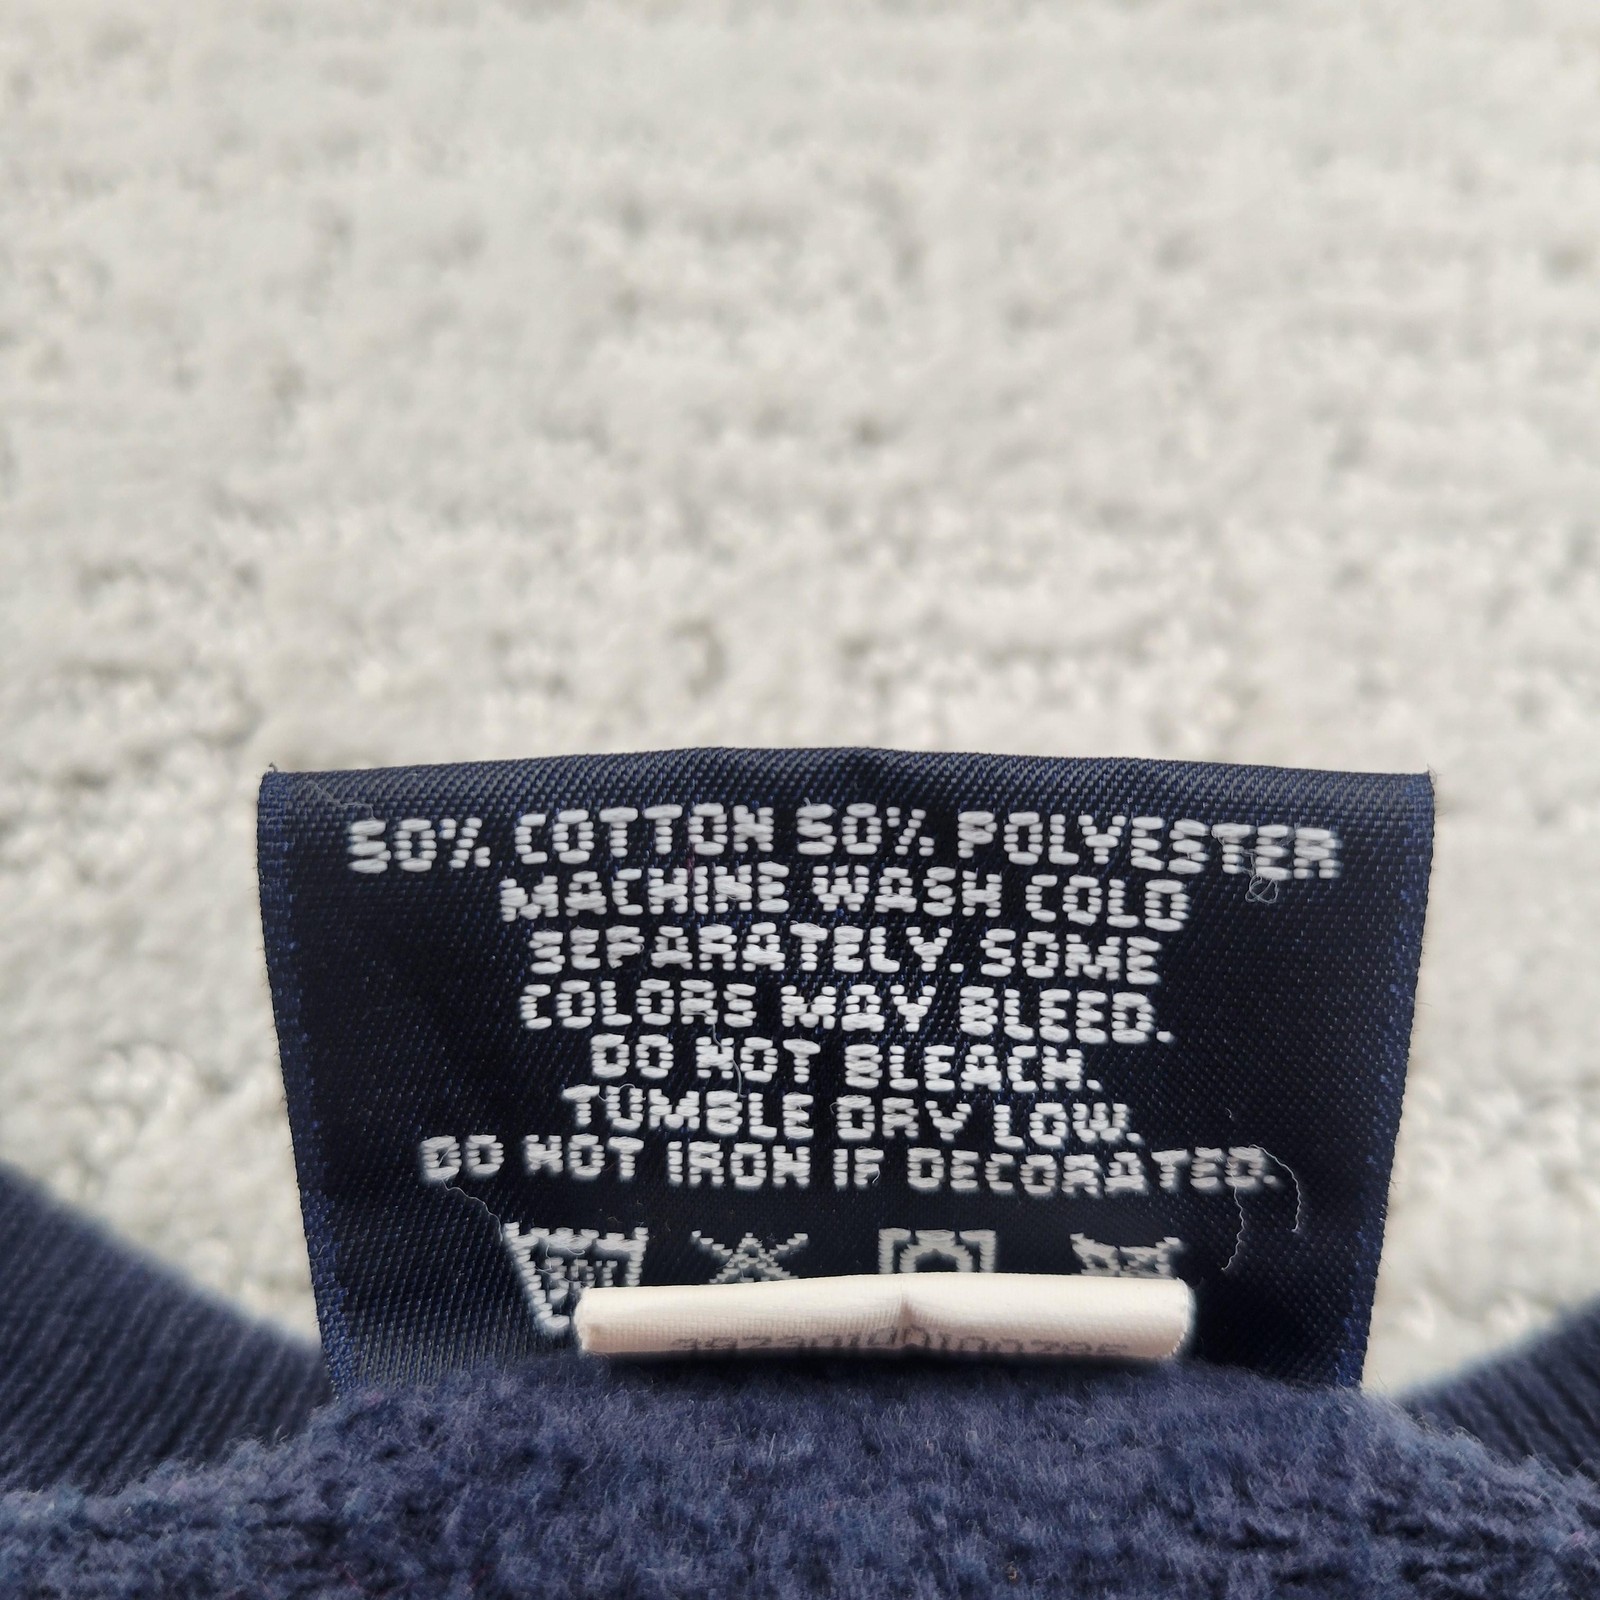 50% COTTON 50% POLYESTER
MACHINE WASH COLD
SEPARATELY. SOME
COLORS MAY BLEED.
DO NOT BLEACH.
TUMBLE DRY LOW.
DO NOT IRON IF DECORATED.